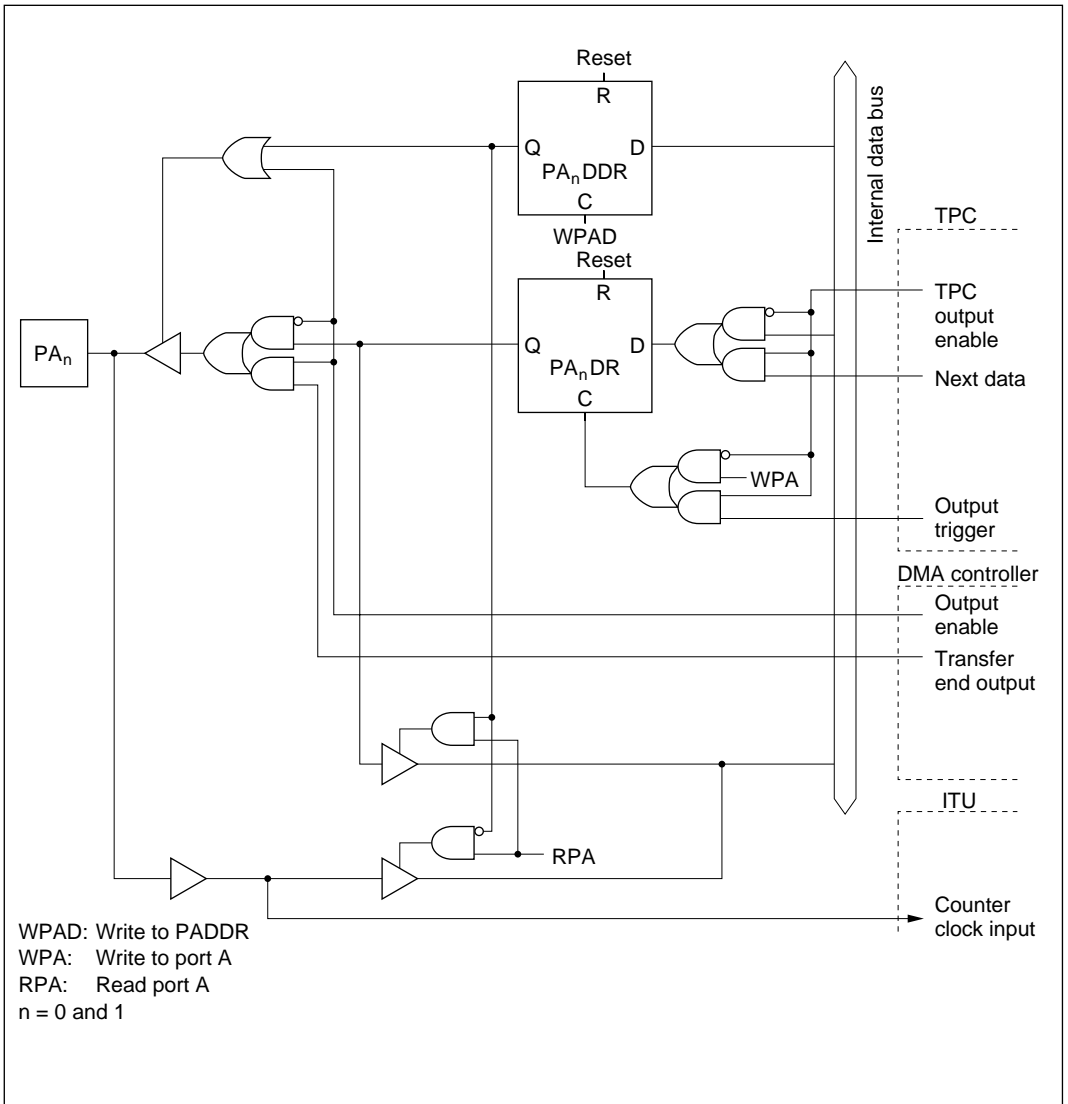 Reset
R
Q
D
PAnDDR
C
WPAD
Internal data bus
Reset
R
Q
D
PAnDR
C
PAn
WPA
TPC
TPC
output
enable
Next data
Output
trigger
DMA controller
Output
enable
Transfer
end output
ITU
RPA
Counter
clock input
WPAD: Write to PADDR
WPA: Write to port A
RPA: Read port A
n = 0 and 1